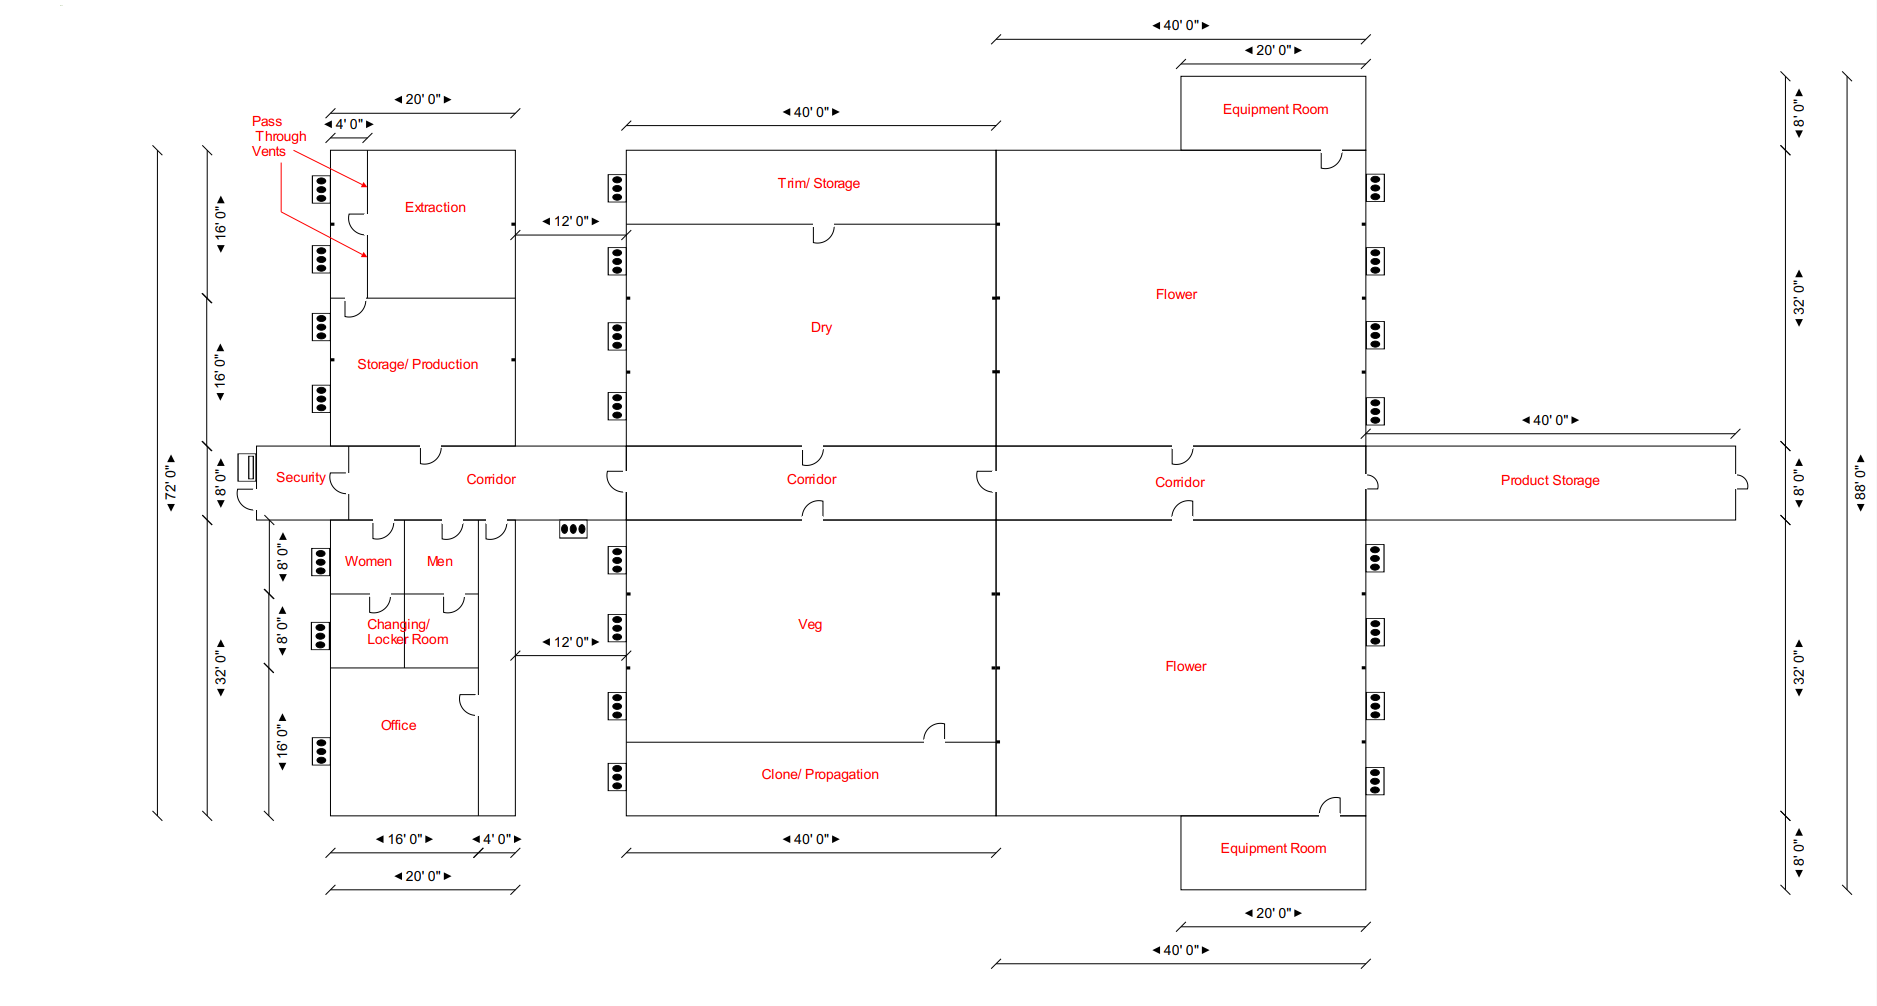 40' 0"
20' 0"
Equipment Room
8' 0"
20' 0"
40' 0"
4' 0"
Pass
Through
Vents
Trim/ Storage
Extraction
16' 0"
12' 0"
Flower
32' 0"
Dry
Storage/ Production
16' 0"
40' 0"
72' 0"
8' 0"
Security
Corridor
Corridor
Corridor
Product Storage
8' 0"
88' 0"
8' 0"
Women
Men
Changing/
Locker Room
8' 0"
32' 0"
12' 0"
Veg
Flower
32' 0"
Office
16' 0"
Clone/ Propagation
16' 0"
4' 0"
40' 0"
Equipment Room
8' 0"
20' 0"
20' 0"
40' 0"